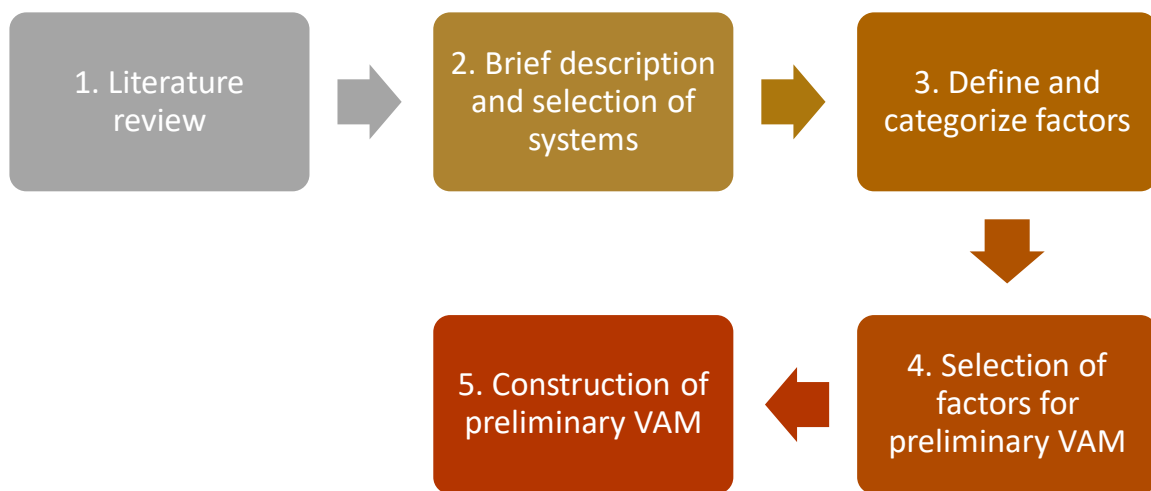 1. Literature
review
2. Brief description
and selection of
systems
3. Define and
categorize factors
4. Selection of
factors for
preliminary VAM
5. Construction of
preliminary VAM